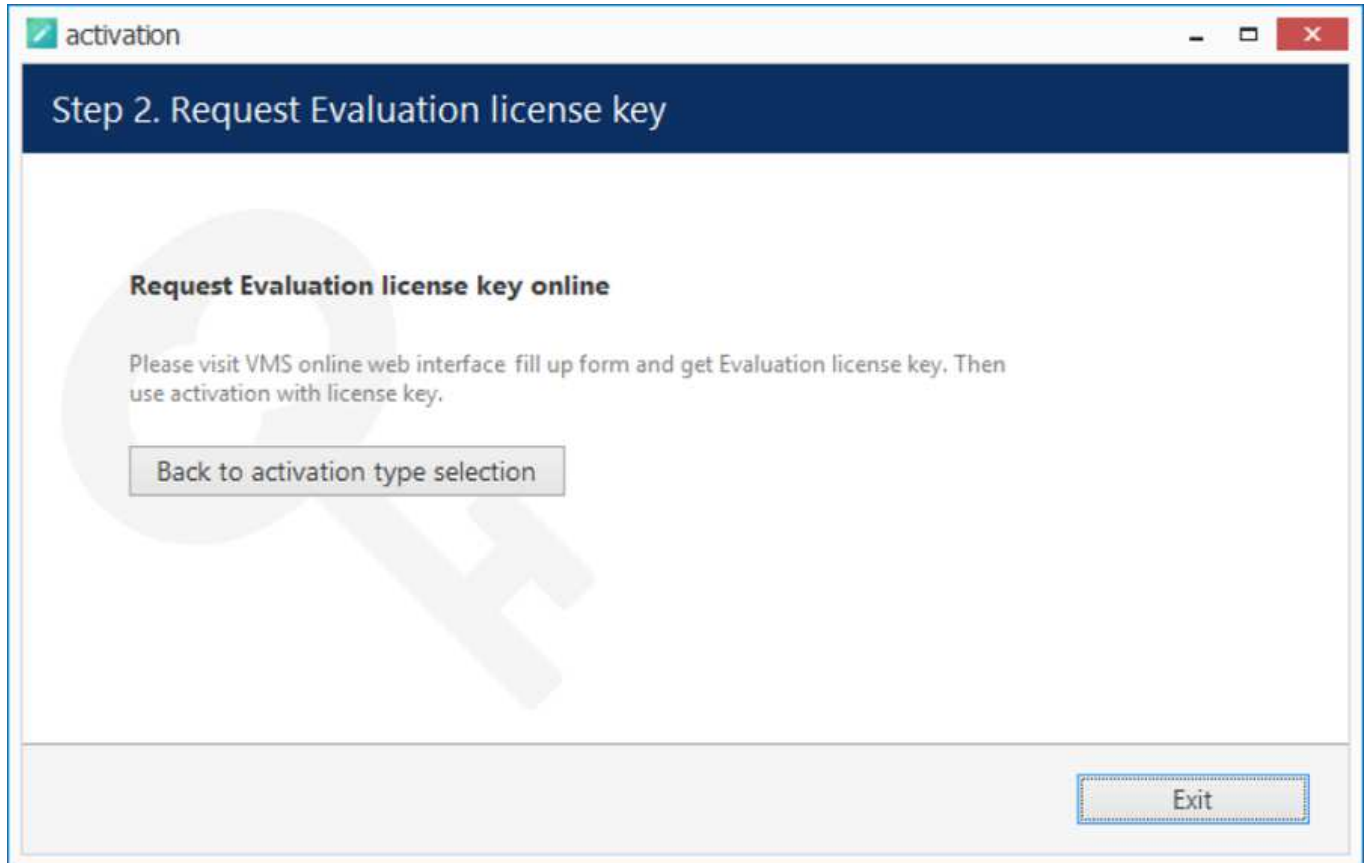 activation
Step 2. Request Evaluation license key
Request Evaluation license key online
Please visit VMS online web interface fill up form and get Evaluation license key. Then
use activation with license key.
Back to activation type selection
Exit